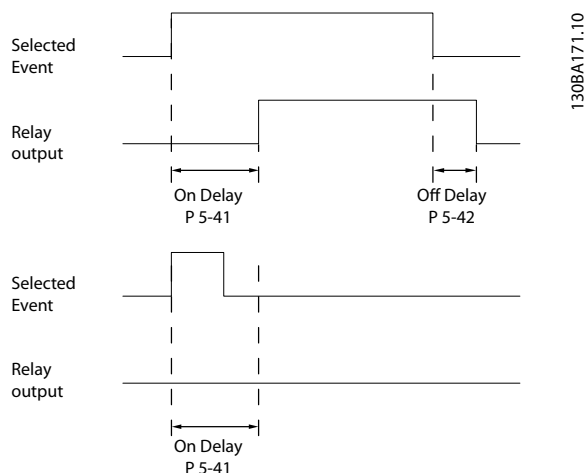 Selected
Event
Relay
output
On Delay
P 5-41
Off Delay
P 5-42
Selected
Event
Relay
output
On Delay
P 5-41
130BA171.10